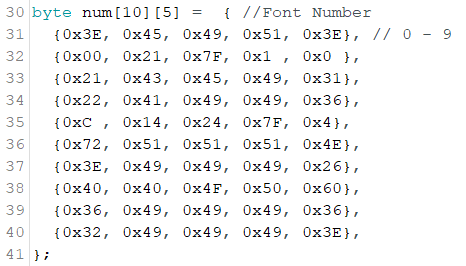 30 byte num[10][5] =  { //Font Number
31   {0x3E, 0x45, 0x49, 0x51, 0x3E}, // 0 - 9
32   {0x00, 0x21, 0x7F, 0x1 , 0x0 },
33   {0x21, 0x43, 0x45, 0x49, 0x31},
34   {0x22, 0x41, 0x49, 0x49, 0x36},
35   {0xC , 0x14, 0x24, 0x7F, 0x4},
36   {0x72, 0x51, 0x51, 0x51, 0x4E},
37   {0x3E, 0x49, 0x49, 0x49, 0x26},
38   {0x40, 0x40, 0x4F, 0x50, 0x60},
39   {0x36, 0x49, 0x49, 0x49, 0x36},
40   {0x32, 0x49, 0x49, 0x49, 0x3E},
41 };